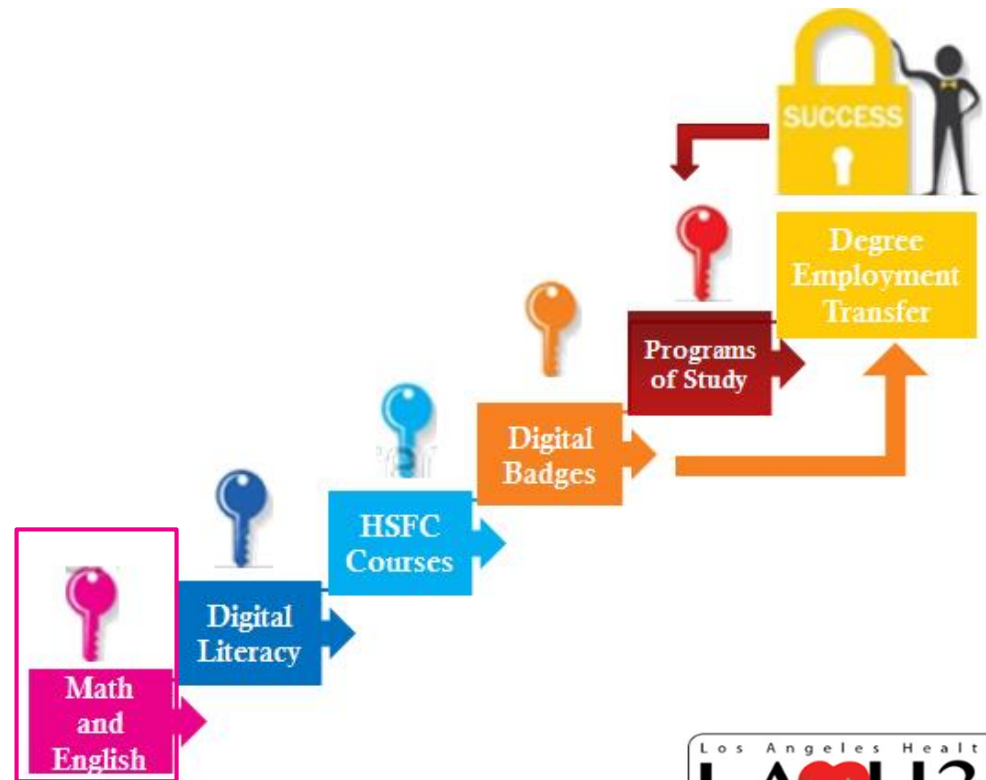 SUCCESS
Degree
Employment
Transfer
Programs
of Study
Digital
Badges
HSFC
Courses
Digital
Literacy
Math
and
English
Los Angeles Healt